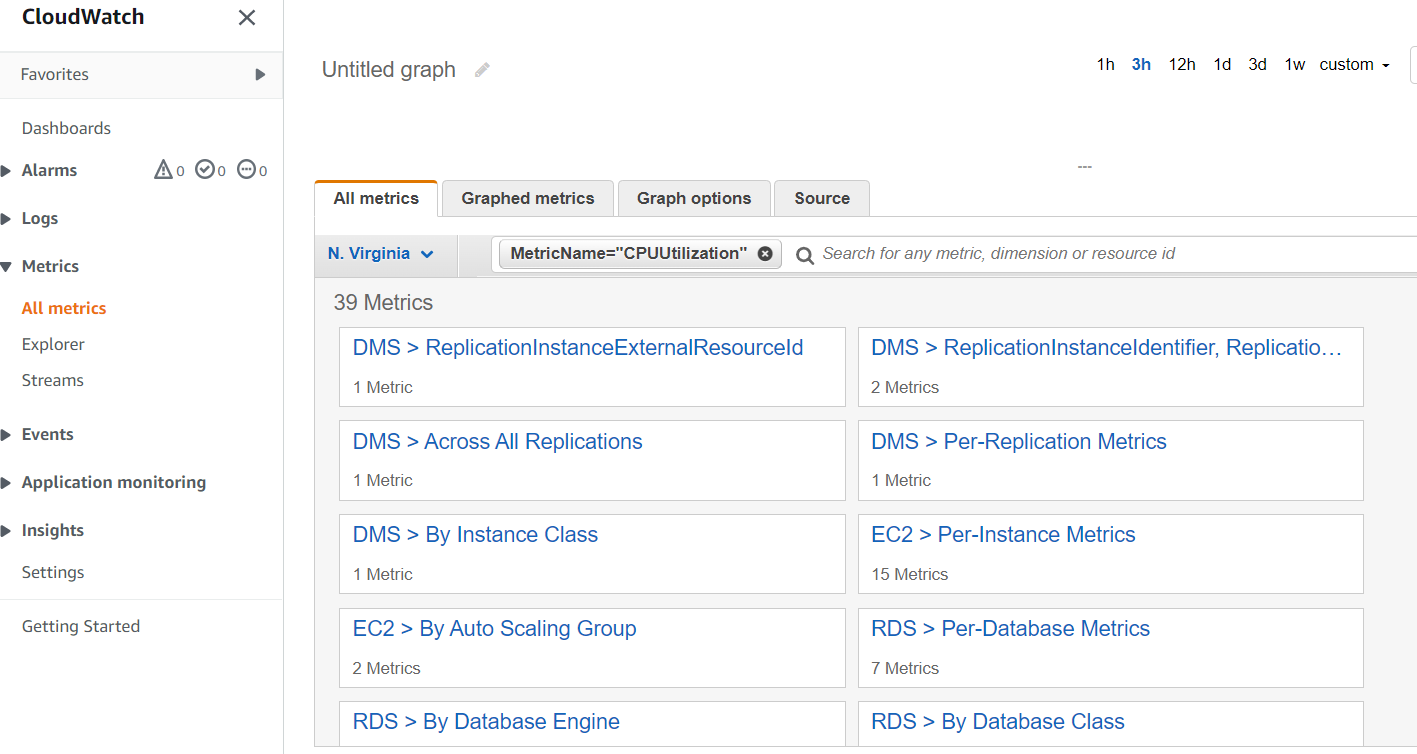 CloudWatch
Favorites
Dashboards
Alarms 0 0 0
Logs
Metrics
All metrics
Explorer
Streams
Events
Application monitoring
Insights
Settings
Getting Started
Untitled graph
1h 3h 12h 1d 3d 1w custom
---
All metrics Graphed metrics Graph options Source
N. Virginia MetricName="CPUUtilization" Search for any metric, dimension or resource id
39 Metrics
DMS > ReplicationInstanceExternalResourceId
1 Metric
DMS > ReplicationInstanceIdentifier, Replicatio…
2 Metrics
DMS > Across All Replications
1 Metric
DMS > Per-Replication Metrics
1 Metric
DMS > By Instance Class
1 Metric
EC2 > Per-Instance Metrics
15 Metrics
EC2 > By Auto Scaling Group
2 Metrics
RDS > Per-Database Metrics
7 Metrics
RDS > By Database Engine
RDS > By Database Class